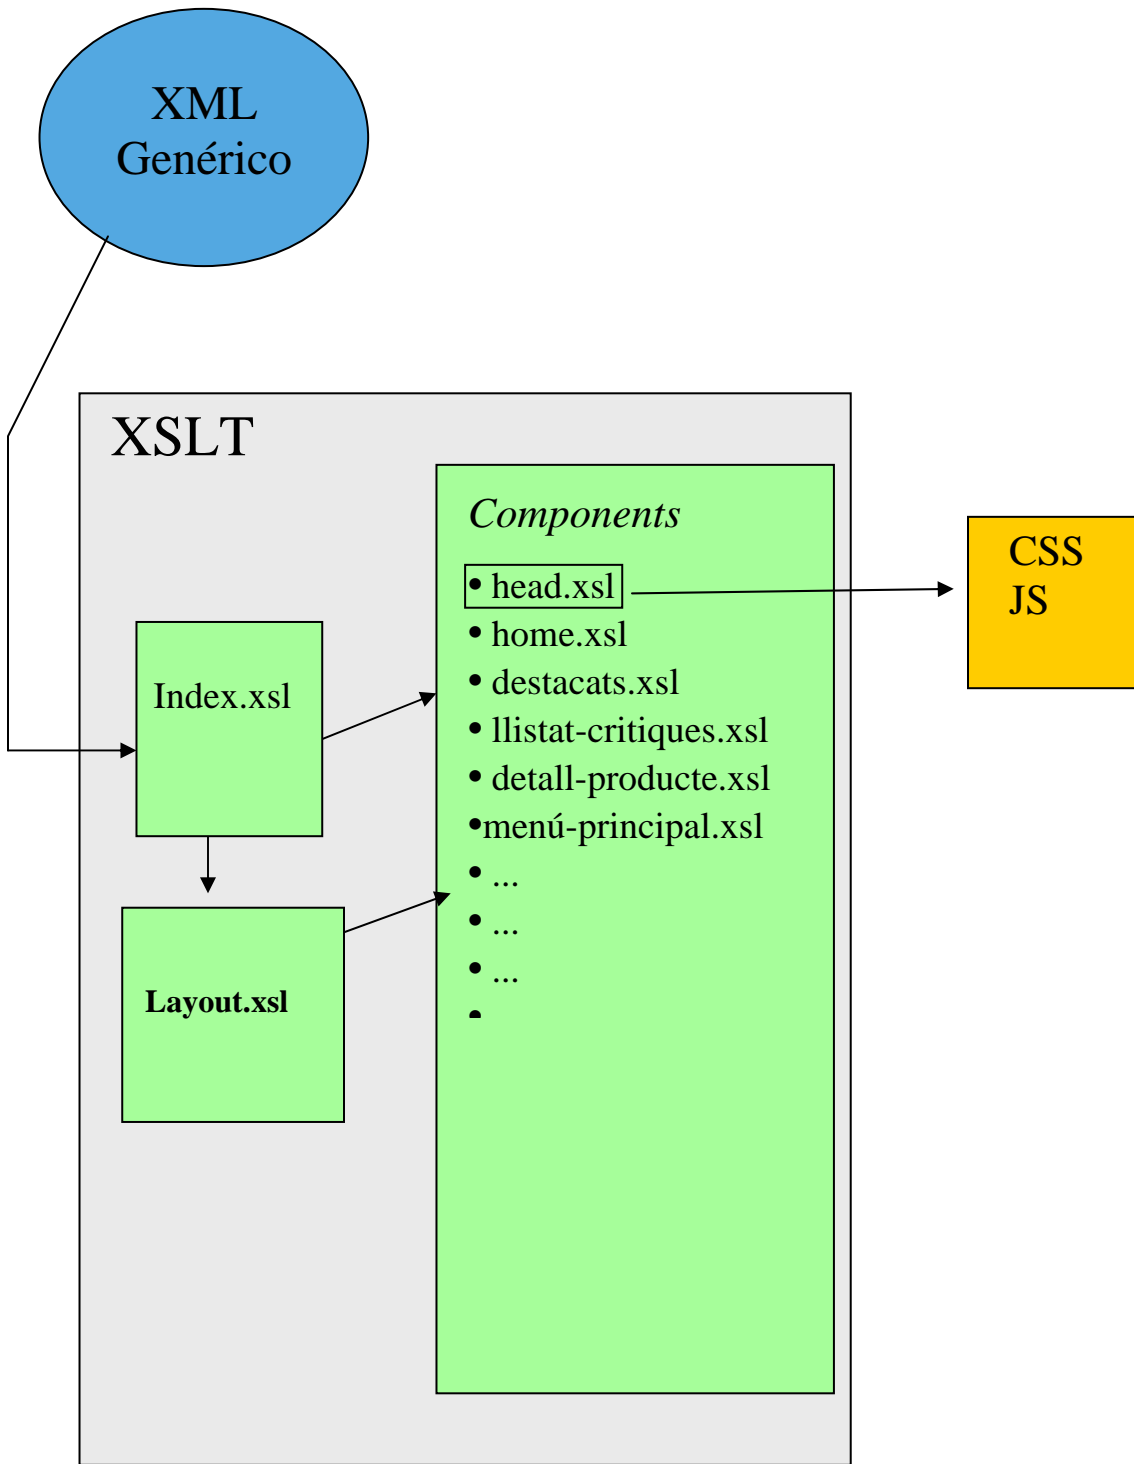 XML
Genérico
XSLT
Components
• head.xsl
• home.xsl
• destacats.xsl
• llistat-critiques.xsl
• detall-producte.xsl
•menú-principal.xsl
• ...
• ...
• ...
•
CSS
JS
Index.xsl
Layout.xsl